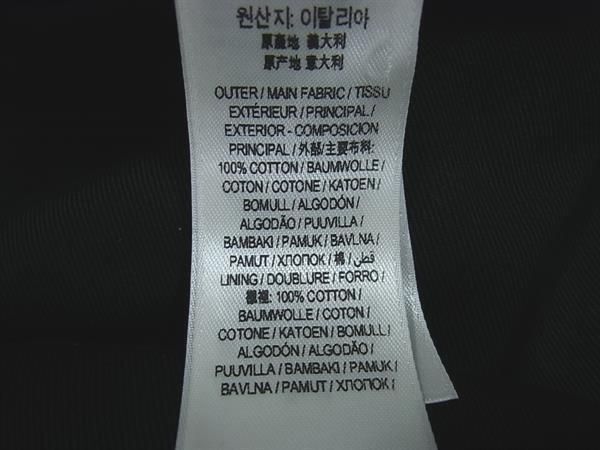 원산지: 이탈리아
原產地 義大利
原产地 意大利
OUTER / MAIN FABRIC / TISSU
EXTÉRIEUR / PRINCIPAL /
EXTERIOR - COMPOSICION
PRINCIPAL / 外部/主要布料:
100% COTTON / BAUMWOLLE /
COTON / COTONE / KATOEN /
BOMULL / ALGODÓN /
ALGODÃO / PUUVILLA /
BAMBAKI / PAMUK / BAVLNA /
PAMUT / ХЛОПОК / 棉 / قطن /
LINING / DOUBLURE / FORRO /
襯裡: 100% COTTON /
BAUMWOLLE / COTON /
COTONE / KATOEN / BOMULL /
ALGODÓN / ALGODÃO /
PUUVILLA / BAMBAKI / PAMUK /
BAVLNA / PAMUT / ХЛОПОК /